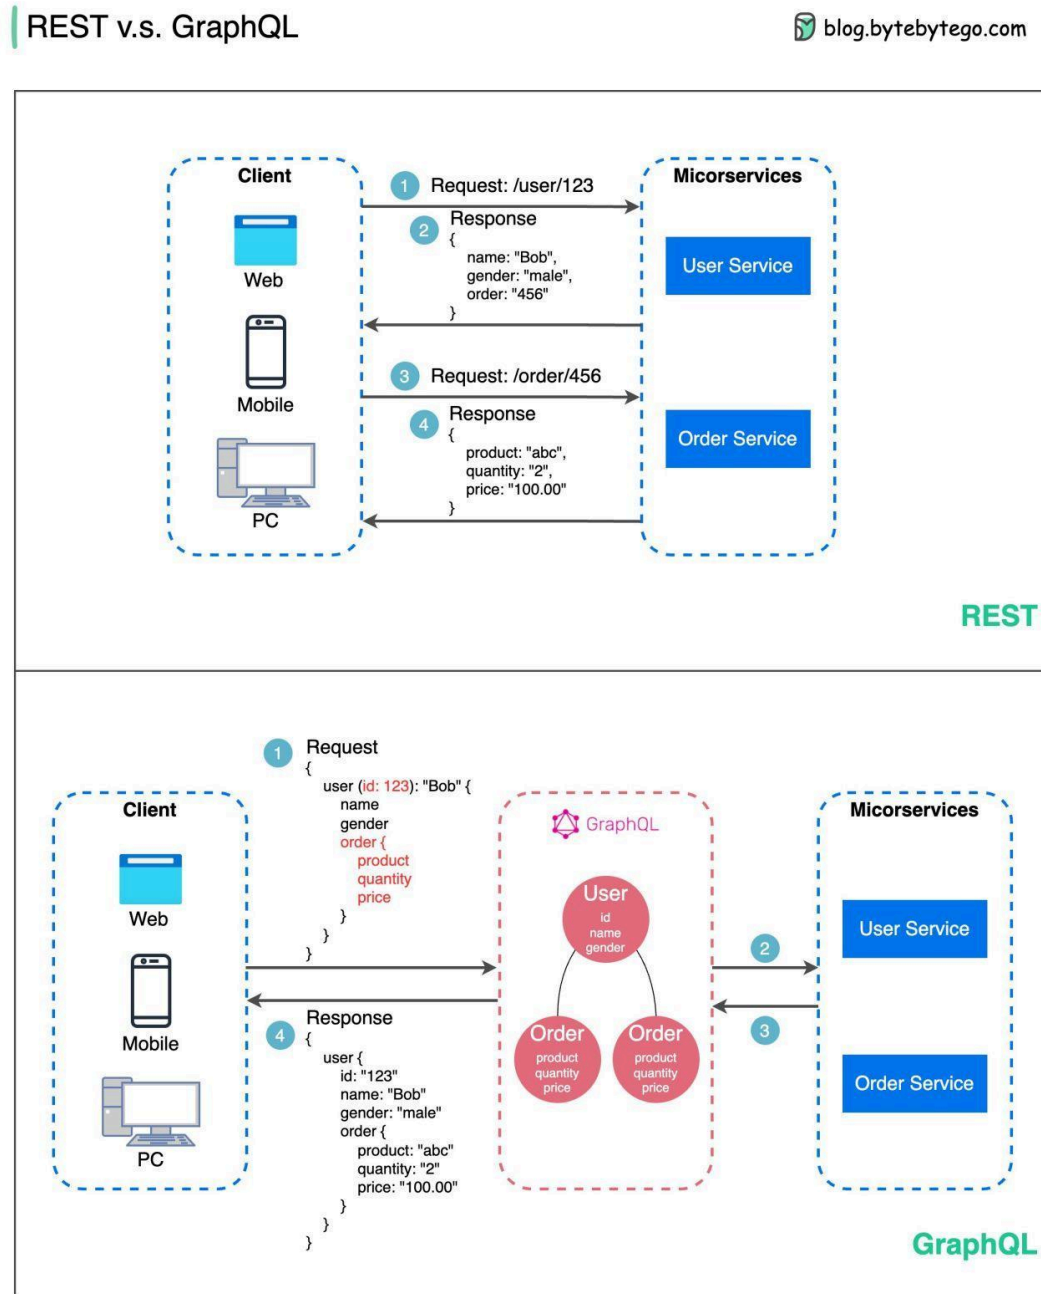 REST v.s. GraphQL
blog.bytebytego.com
Client
Web
Mobile
PC
1 Request: /user/123
2 Response
{
name: "Bob",
gender: "male",
order: "456"
}
3 Request: /order/456
4 Response
{
product: "abc",
quantity: "2",
price: "100.00"
}
Micorservices
User Service
Order Service
REST
Client
Web
Mobile
PC
1 Request
{
user (id: 123): "Bob" {
name
gender
order {
product
quantity
price
}
}
}
4 Response
{
user {
id: "123"
name: "Bob"
gender: "male"
order {
product: "abc"
quantity: "2"
price: "100.00"
}
}
}
GraphQL
User
id
name
gender
Order
product
quantity
price
Order
product
quantity
price
2
3
Micorservices
User Service
Order Service
GraphQL